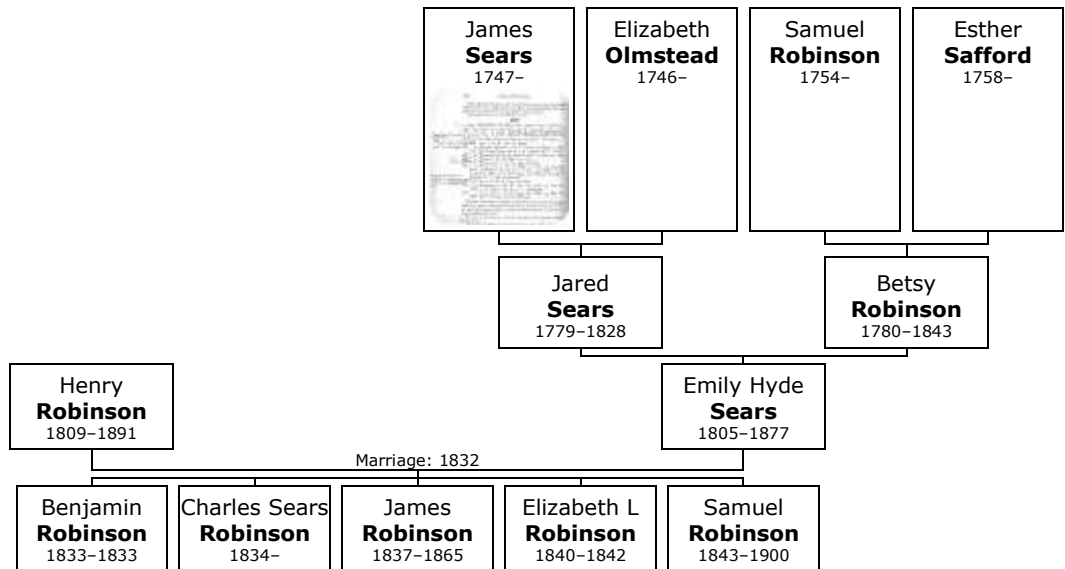 James
Sears
1747–
Elizabeth
Olmstead
1746–
Samuel
Robinson
1754–
Esther
Safford
1758–
Jared
Sears
1779–1828
Betsy
Robinson
1780–1843
Henry
Robinson
1809–1891
Emily Hyde
Sears
1805–1877
Marriage: 1832
Benjamin
Robinson
1833–1833
Charles Sears
Robinson
1834–
James
Robinson
1837–1865
Elizabeth L
Robinson
1840–1842
Samuel
Robinson
1843–1900